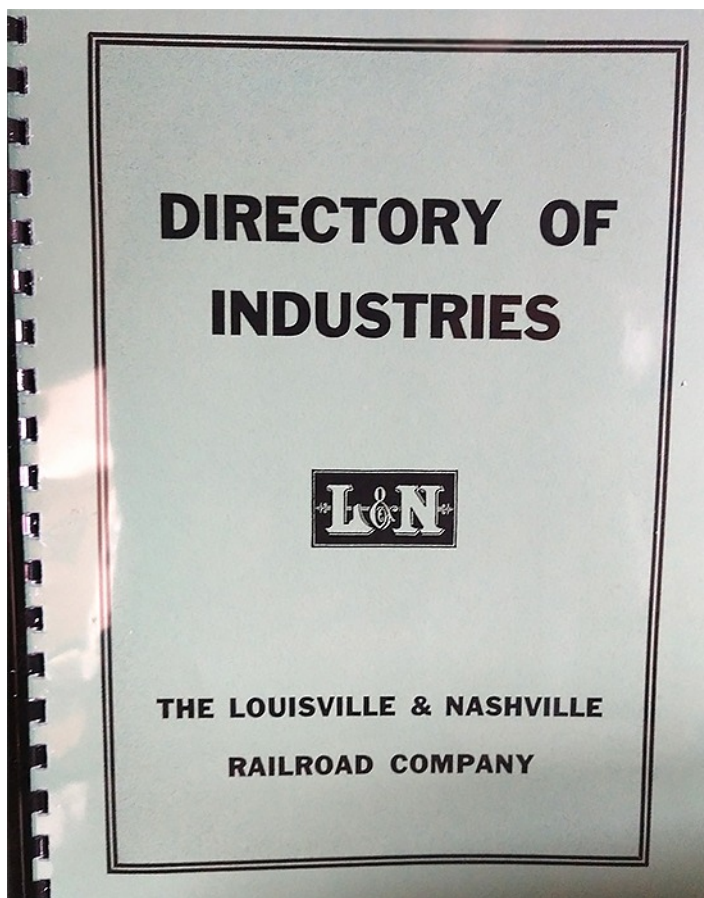 DIRECTORY OF
INDUSTRIES
L&N
THE LOUISVILLE & NASHVILLE
RAILROAD COMPANY